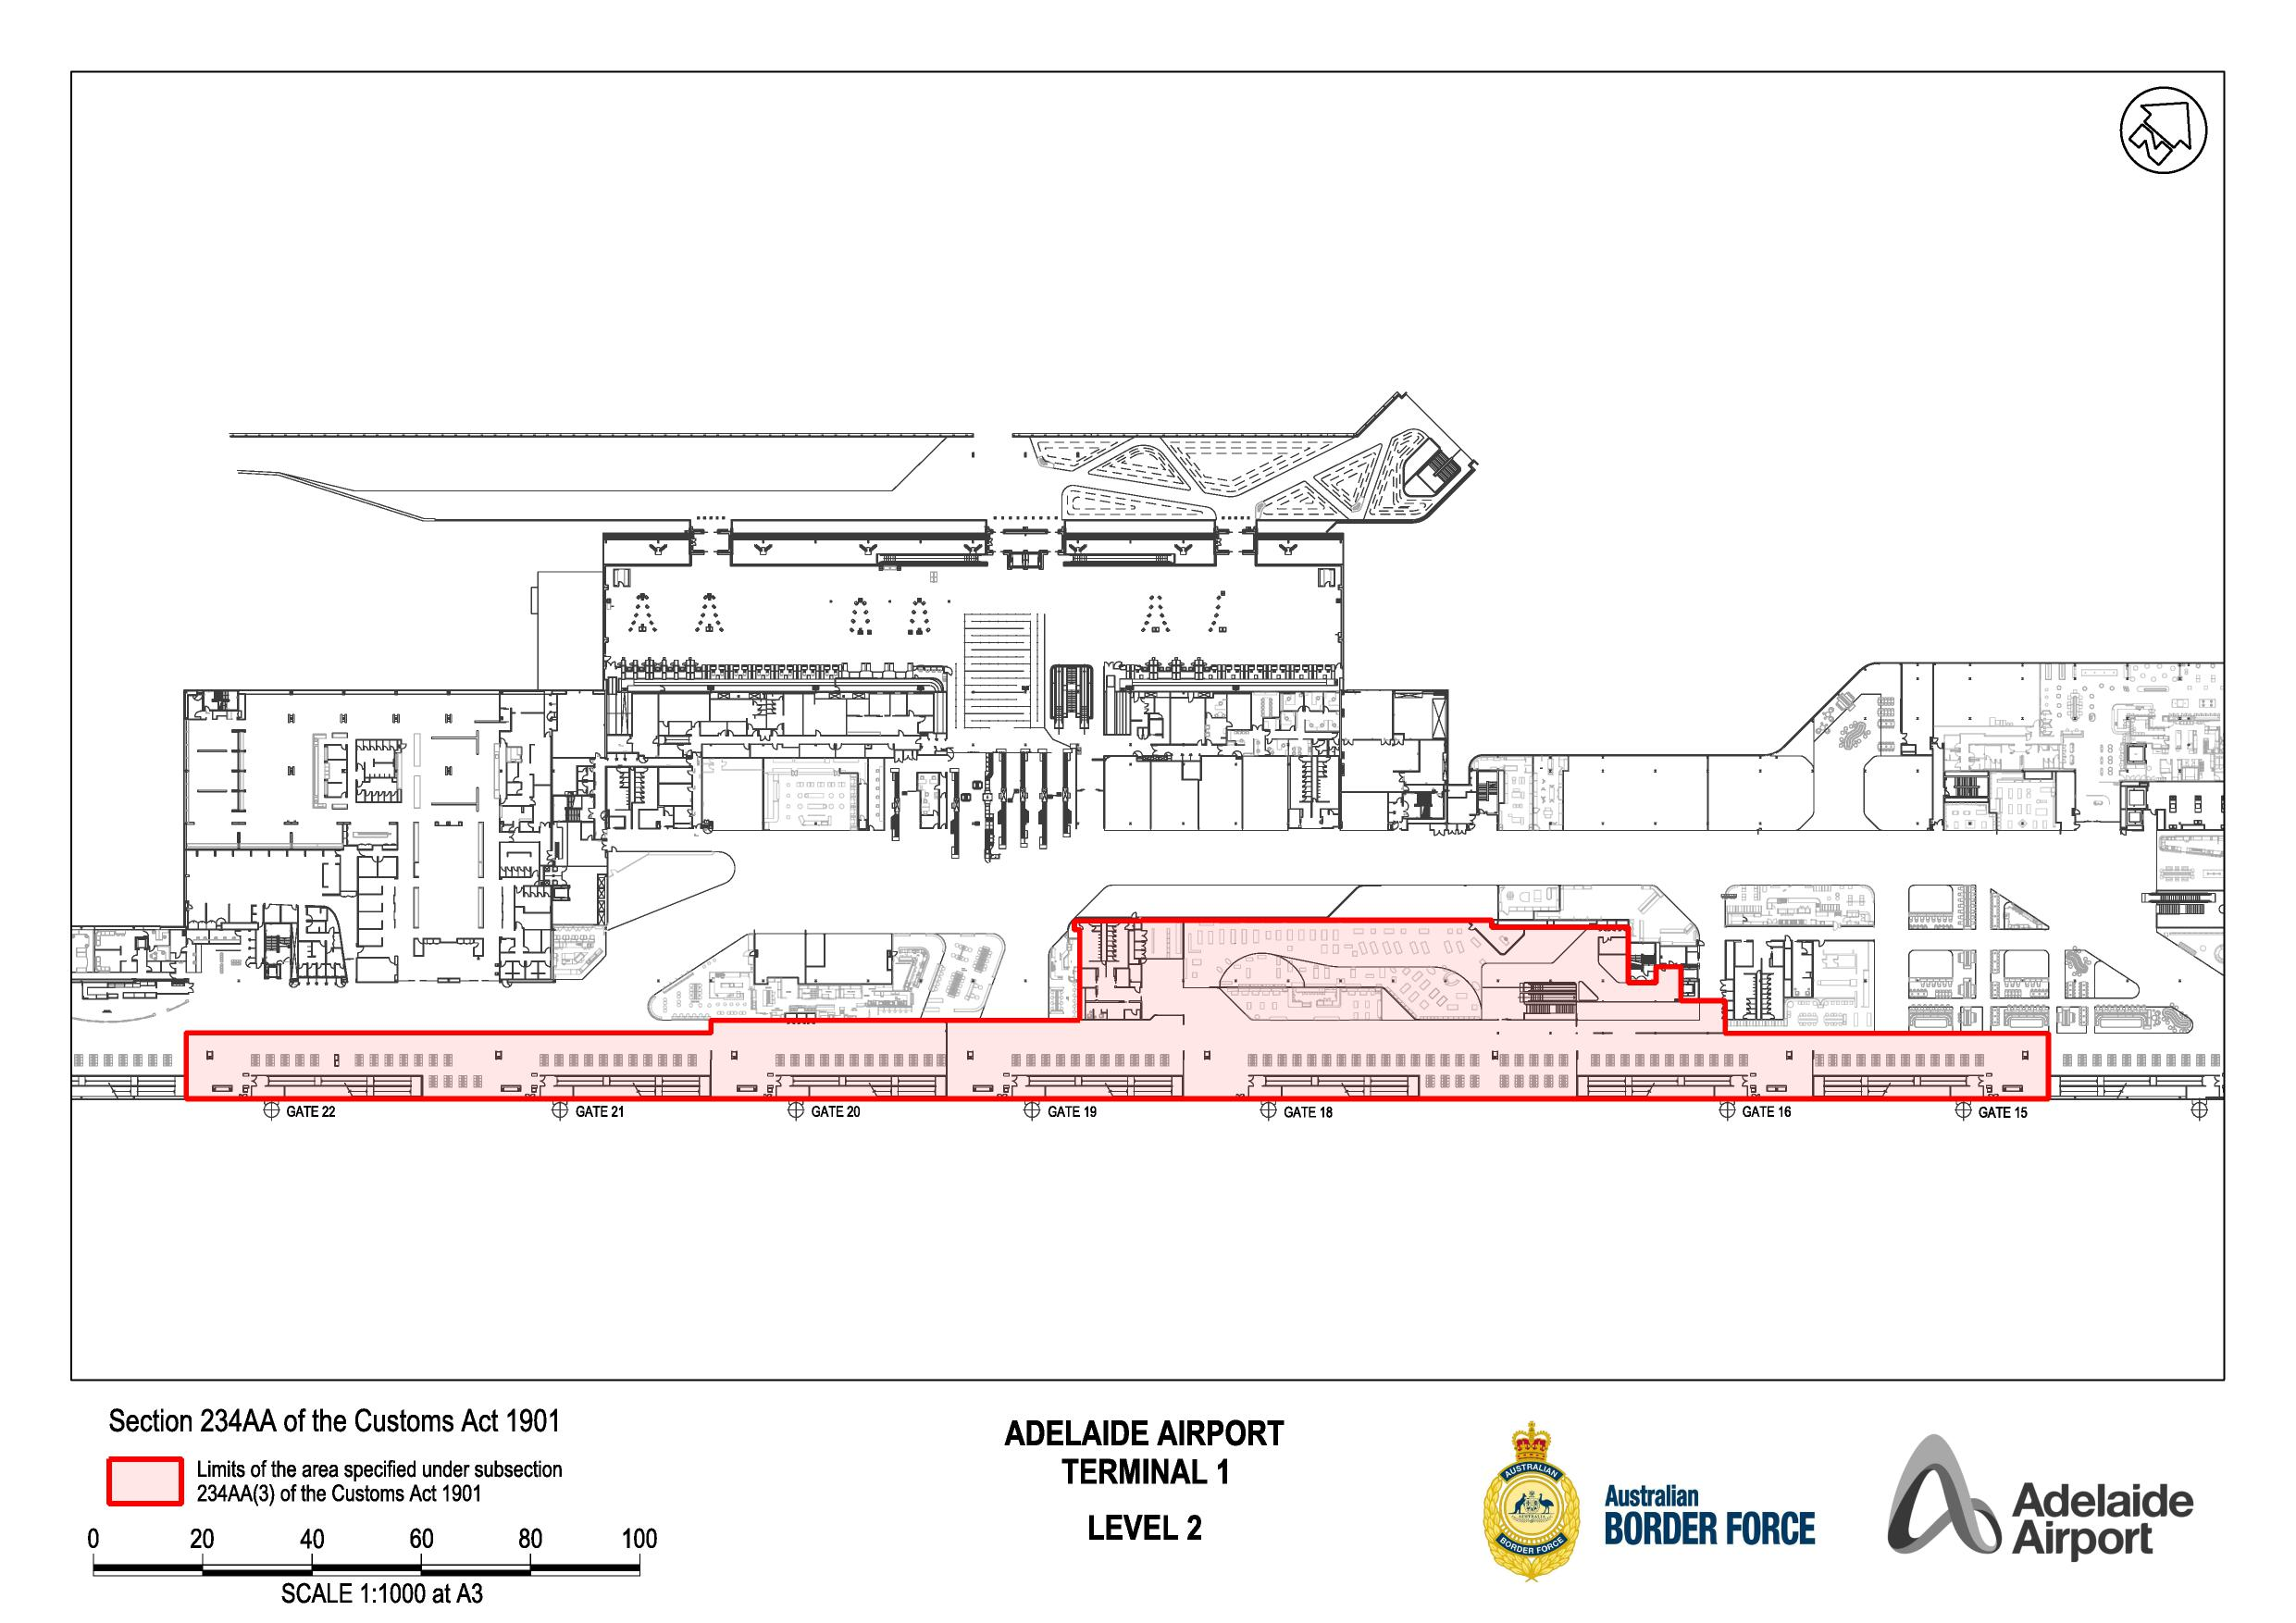 GATE 22
GATE 21
GATE 20
GATE 19
GATE 18
GATE 16
GATE 15
Section 234AA of the Customs Act 1901
Limits of the area specified under subsection
234AA(3) of the Customs Act 1901
0 20 40 60 80 100
SCALE 1:1000 at A3
ADELAIDE AIRPORT
TERMINAL 1
LEVEL 2
AUSTRALIAN
BORDER FORCE
Australian
BORDER FORCE
Adelaide
Airport